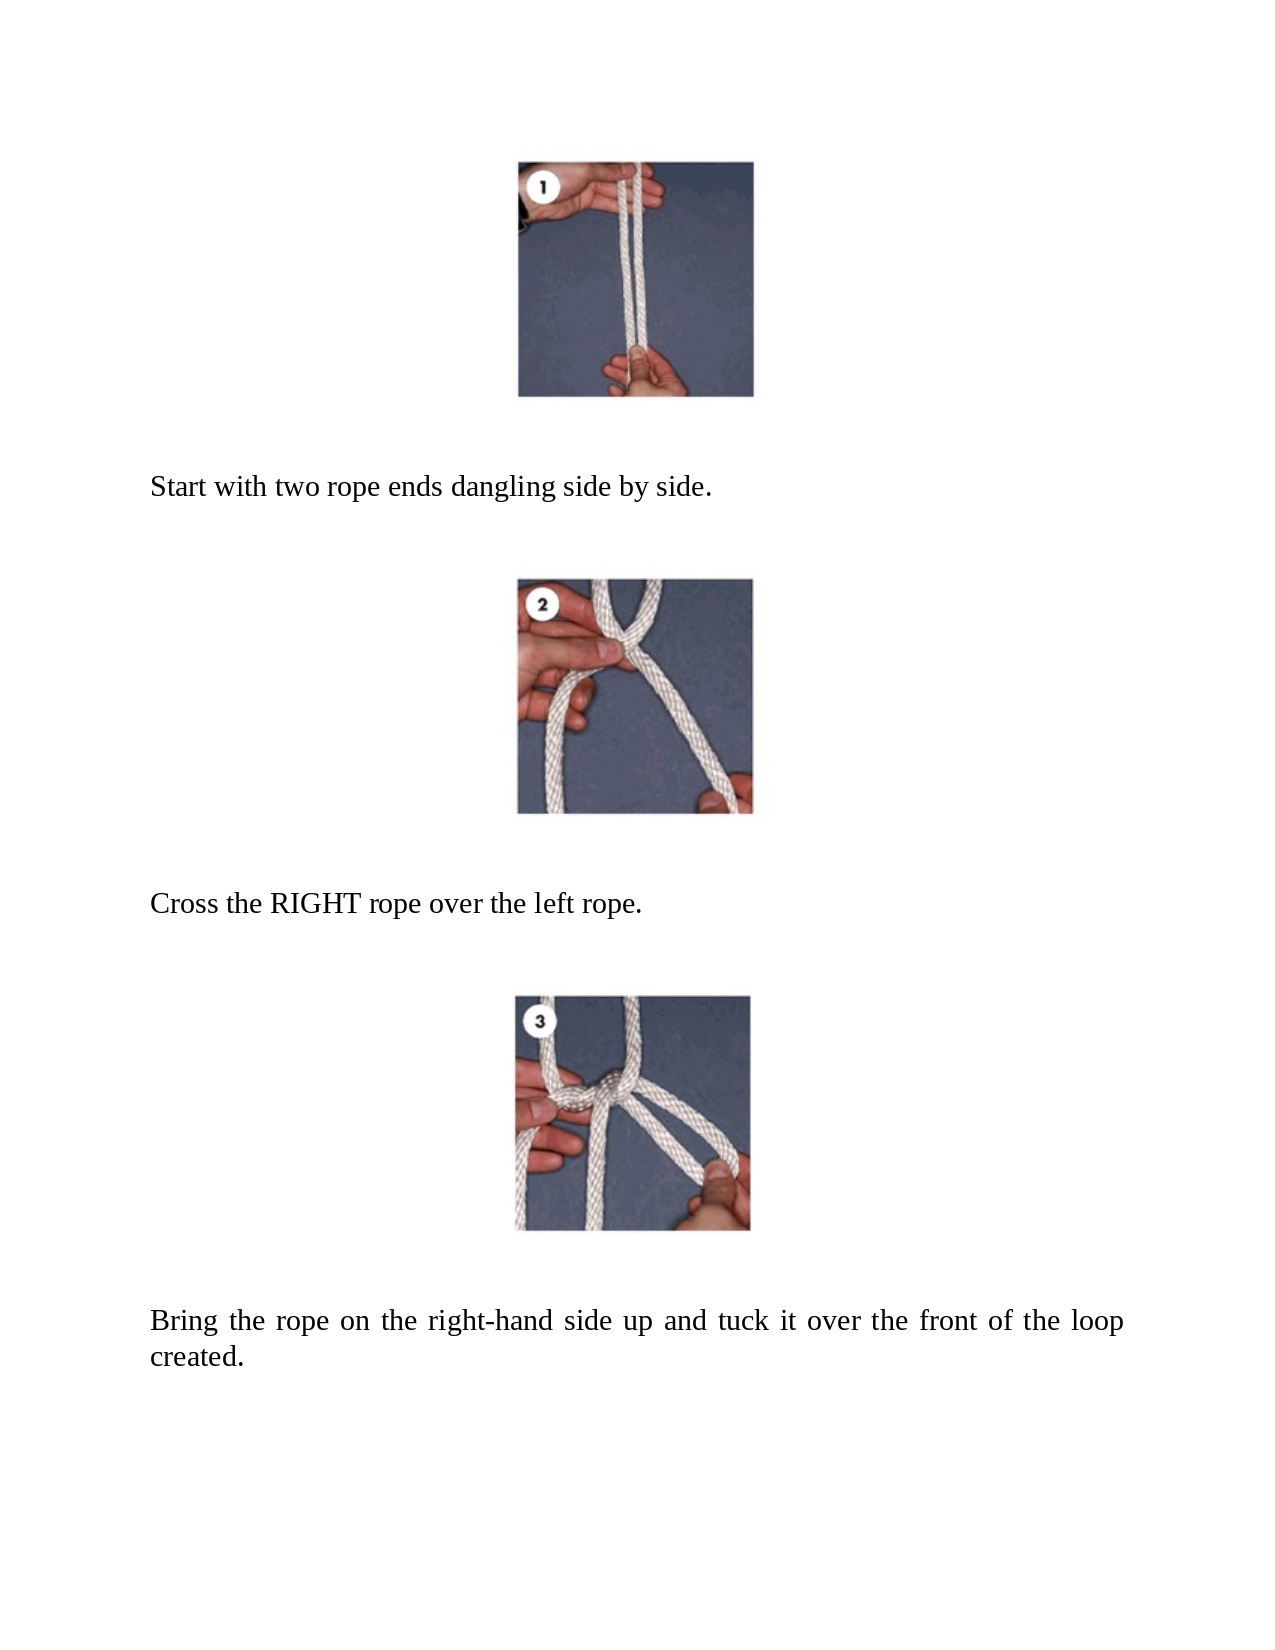 1
Start with two rope ends dangling side by side.
2
Cross the RIGHT rope over the left rope.
3
Bring the rope on the right-hand side up and tuck it over the front of the loop
created.